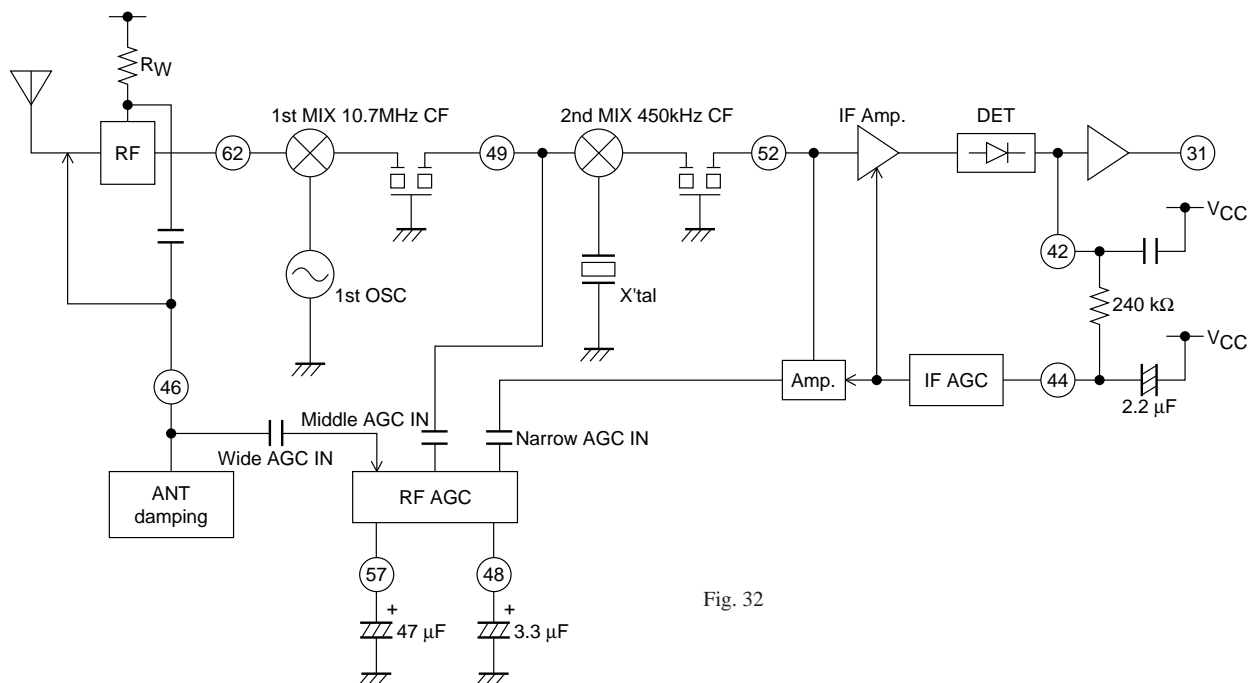 RW
1st MIX 10.7MHz CF
2nd MIX 450kHz CF
IF Amp.
DET
RF
62
49
52
31
VCC
42
1st OSC
X'tal
240 kΩ
VCC
46
Amp.
IF AGC
44
2.2 μF
Middle AGC IN
Narrow AGC IN
Wide AGC IN
ANT
damping
RF AGC
57
48
Fig. 32
+
47 μF
+
3.3 μF